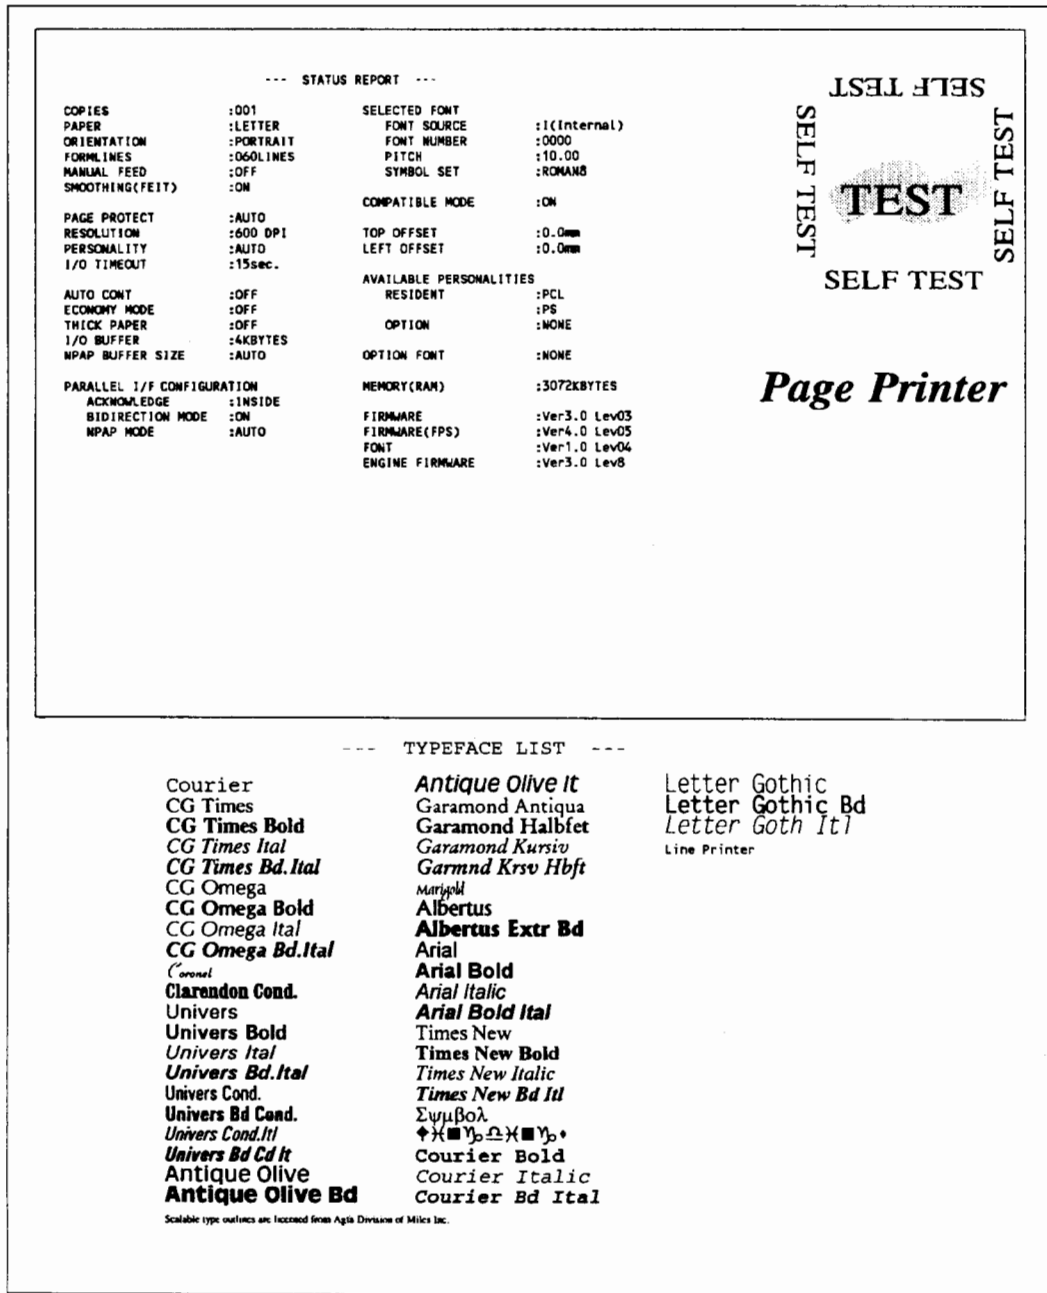 --- STATUS REPORT ---
COPIES :001
PAPER :LETTER
ORIENTATION :PORTRAIT
FORMLINES :060LINES
MANUAL FEED :OFF
SMOOTHING(FEIT) :ON
PAGE PROTECT :AUTO
RESOLUTION :600 DPI
PERSONALITY :AUTO
I/O TIMEOUT :15sec.
AUTO CONT :OFF
ECONOMY MODE :OFF
THICK PAPER :OFF
I/O BUFFER :4KBYTES
NPAP BUFFER SIZE :AUTO
PARALLEL I/F CONFIGURATION
ACKNOWLEDGE :INSIDE
BIDIRECTION MODE :ON
NPAP MODE :AUTO
SELECTED FONT
FONT SOURCE :I(Internal)
FONT NUMBER :0000
PITCH :10.00
SYMBOL SET :ROMAN8
COMPATIBLE MODE :ON
TOP OFFSET :0.0mm
LEFT OFFSET :0.0mm
AVAILABLE PERSONALITIES
RESIDENT :PCL
:PS
OPTION :NONE
OPTION FONT :NONE
MEMORY(RAM) :3072KBYTES
FIRMWARE :Ver3.0 Lev03
FIRMWARE(FPS) :Ver4.0 Lev05
FONT :Ver1.0 Lev04
ENGINE FIRMWARE :Ver3.0 Lev8
SELF TEST
SELF TEST
TEST
SELF TEST
SELF TEST
Page Printer
--- TYPEFACE LIST ---
Courier
CG Times
CG Times Bold
CG Times Ital
CG Times Bd.Ital
CG Omega
CG Omega Bold
CG Omega Ital
CG Omega Bd.Ital
Coronet
Clarendon Cond.
Univers
Univers Bold
Univers Ital
Univers Bd.Ital
Univers Cond.
Univers Bd Cond.
Univers Cond.Itl
Univers Bd Cd It
Antique Olive
Antique Olive Bd
Antique Olive It
Garamond Antiqua
Garamond Halbfet
Garamond Kursiv
Garmnd Krsv Hbft
Marigold
Albertus
Albertus Extr Bd
Arial
Arial Bold
Arial Italic
Arial Bold Ital
Times New
Times New Bold
Times New Italic
Times New Bd Itl
Σψμβολ
♦♓■♑♎♓■♑⬧
Courier Bold
Courier Italic
Courier Bd Ital
Letter Gothic
Letter Gothic Bd
Letter Goth Itl
Line Printer
Scalable type outlines are licensed from Agfa Division of Miles Inc.